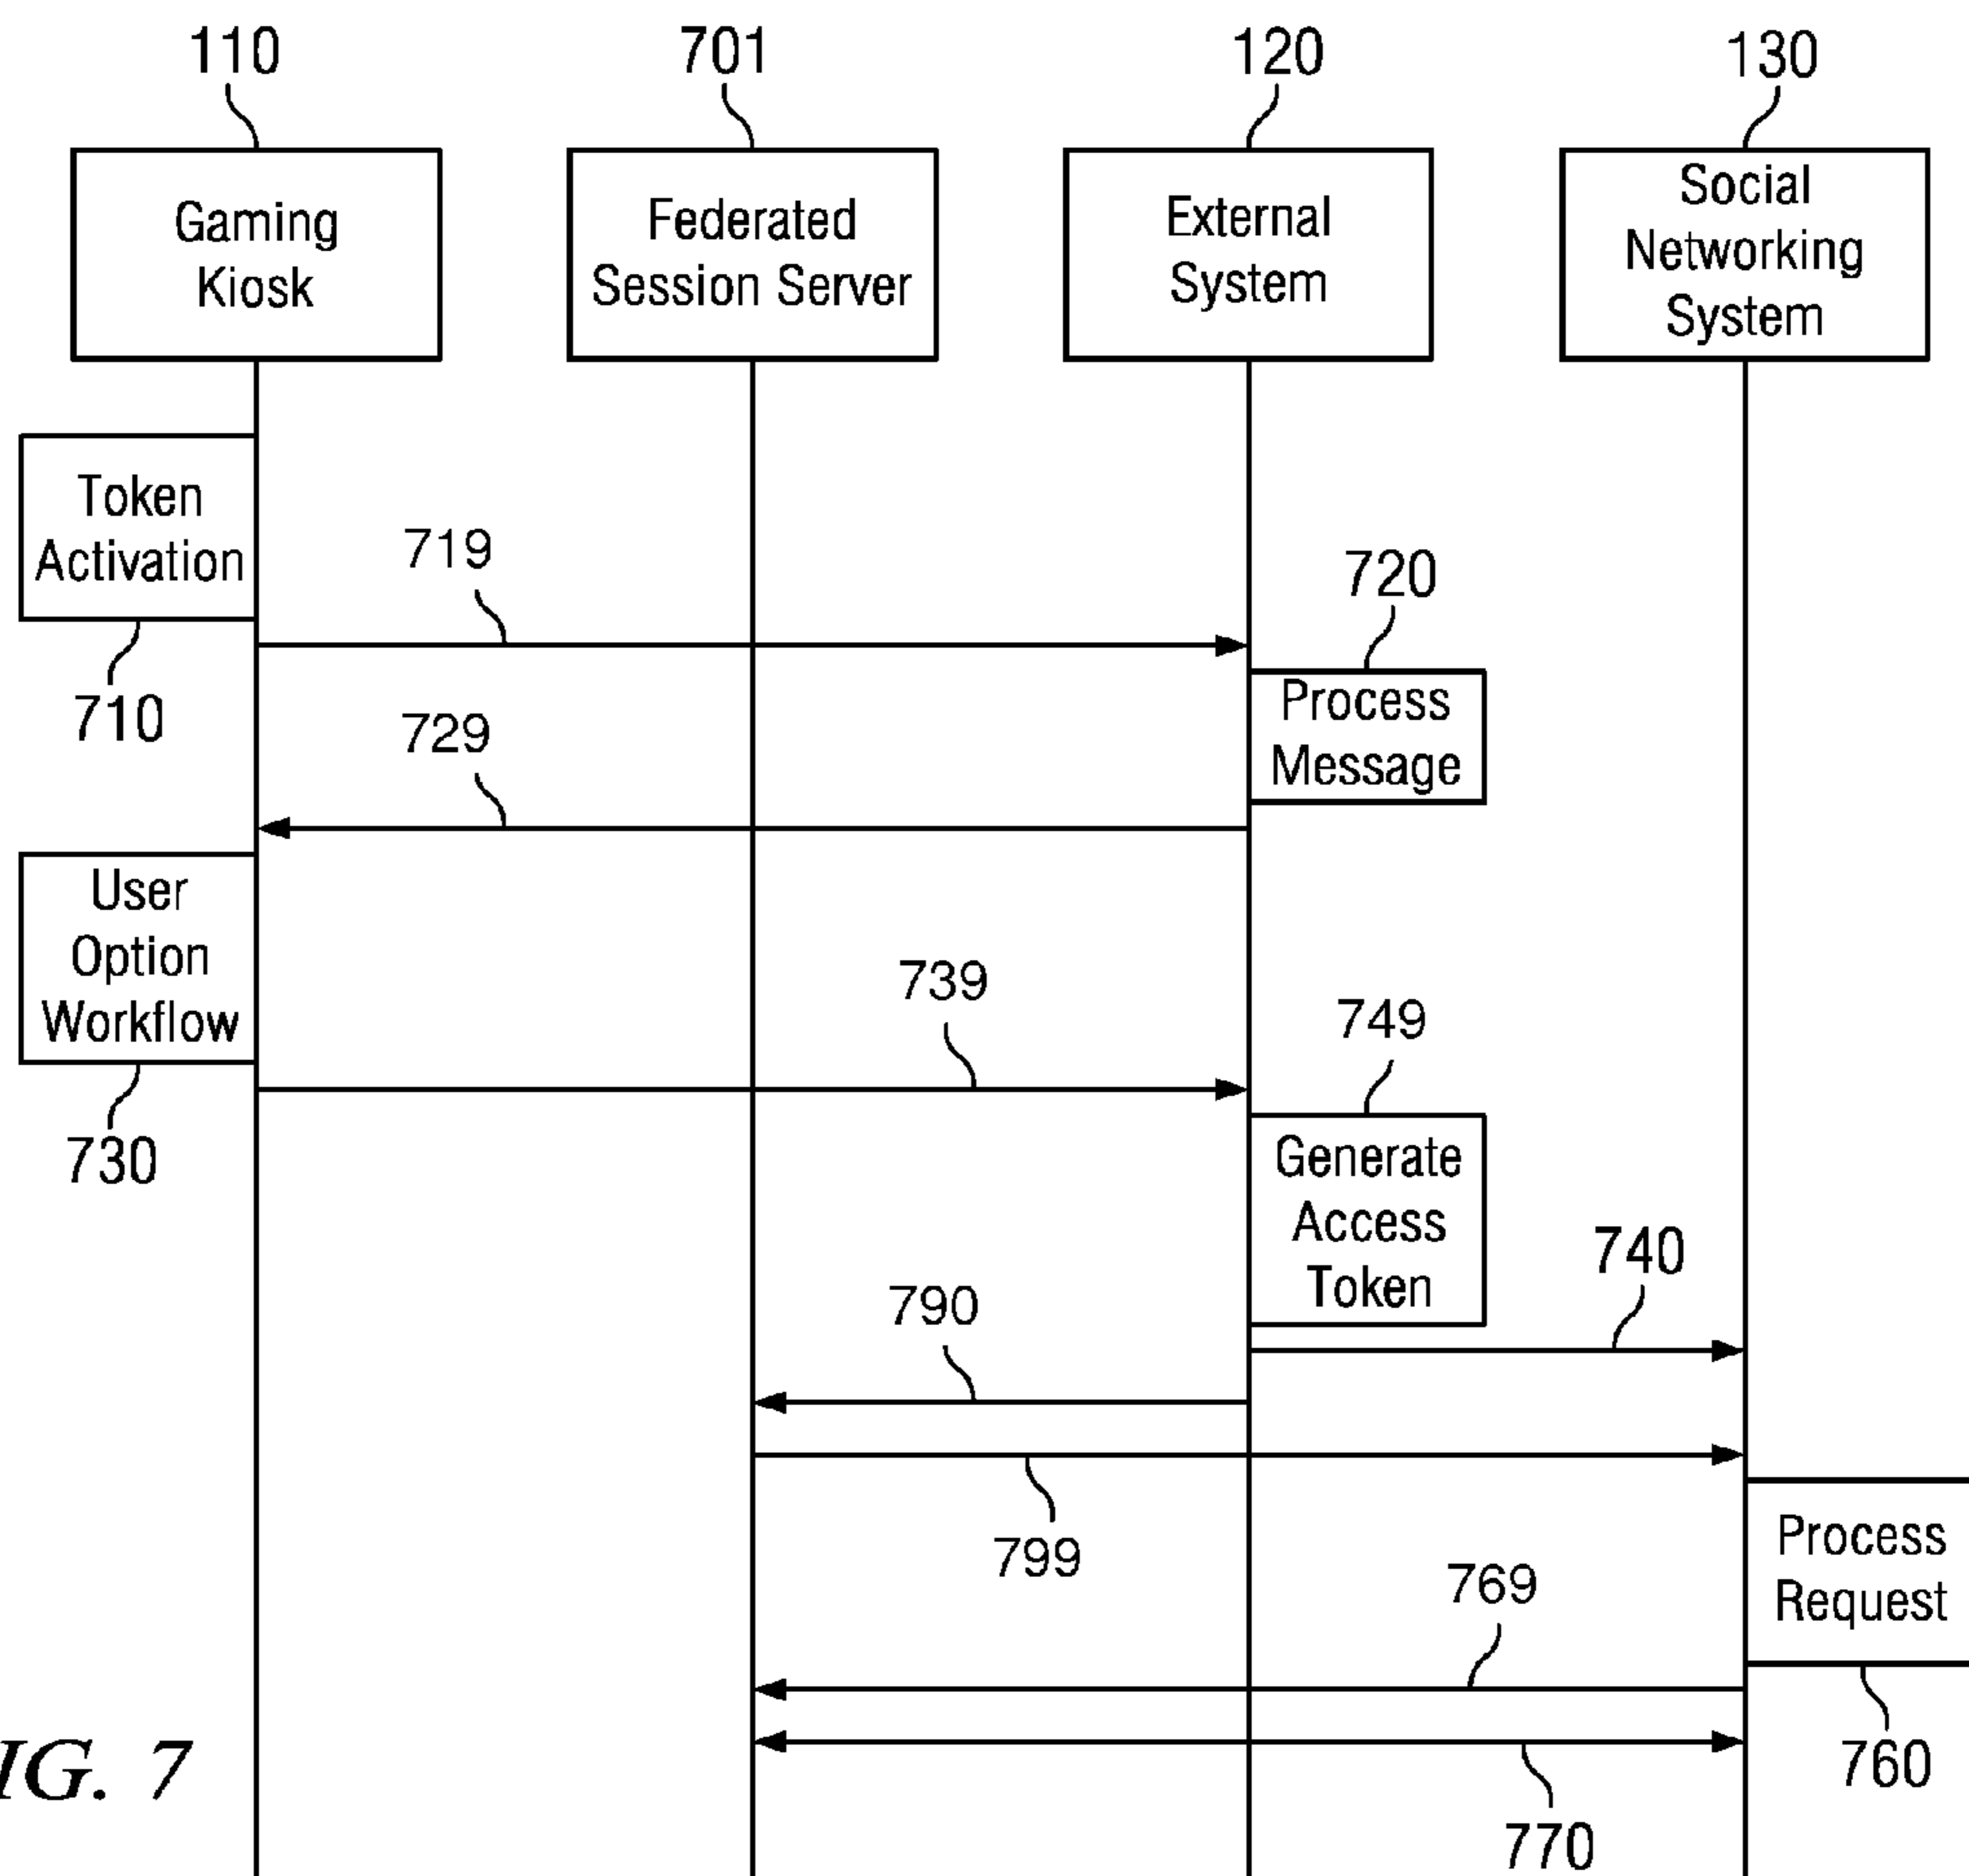 110
701
120
130
Gaming
Kiosk
Federated
Session Server
External
System
Social
Networking
System
Token
Activation
719
720
710
Process
Message
729
User
Option
Workflow
739
749
730
Generate
Access
Token
740
790
799
Process
Request
769
IG. 7
760
770